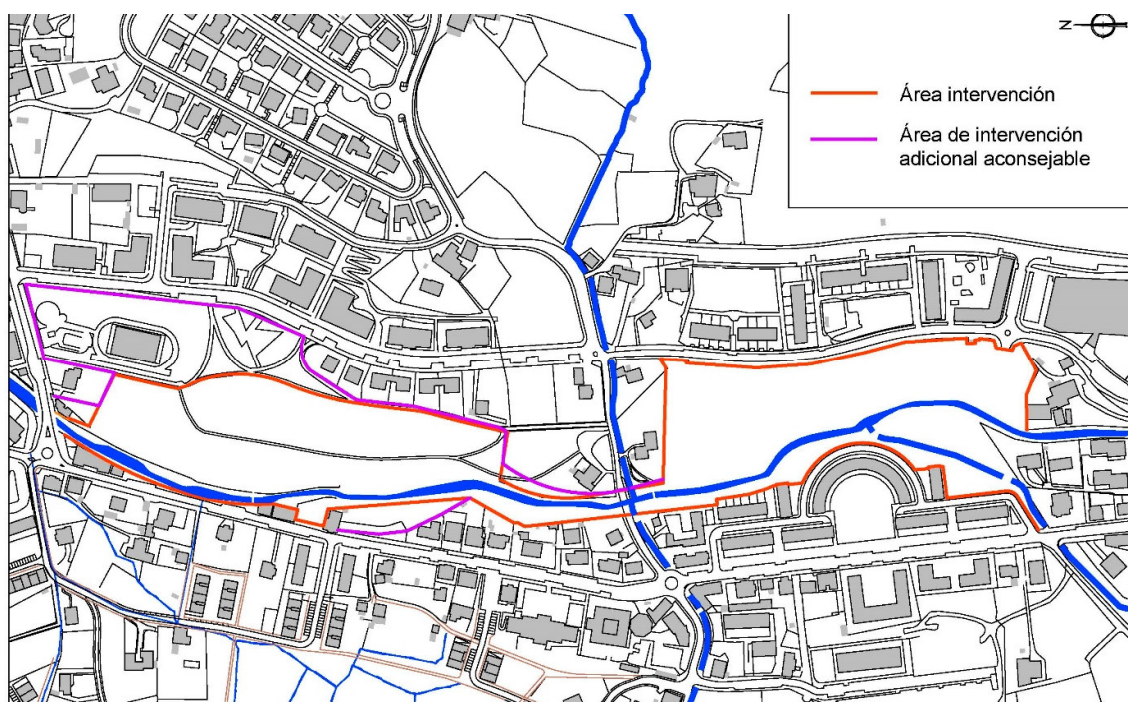 Z
Área intervención
Área de intervención
adicional aconsejable